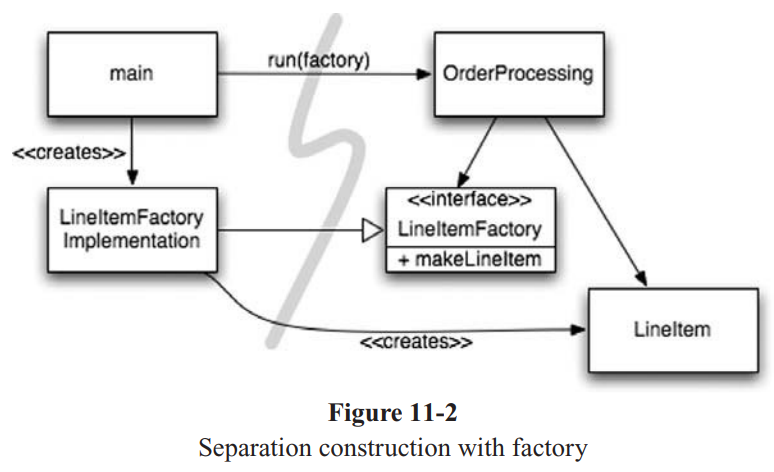 main
run(factory)
OrderProcessing
<<creates>>
LineItemFactory
Implementation
<<interface>>
LineItemFactory
+ makeLineItem
LineItem
<<creates>>
Figure 11-2
Separation construction with factory